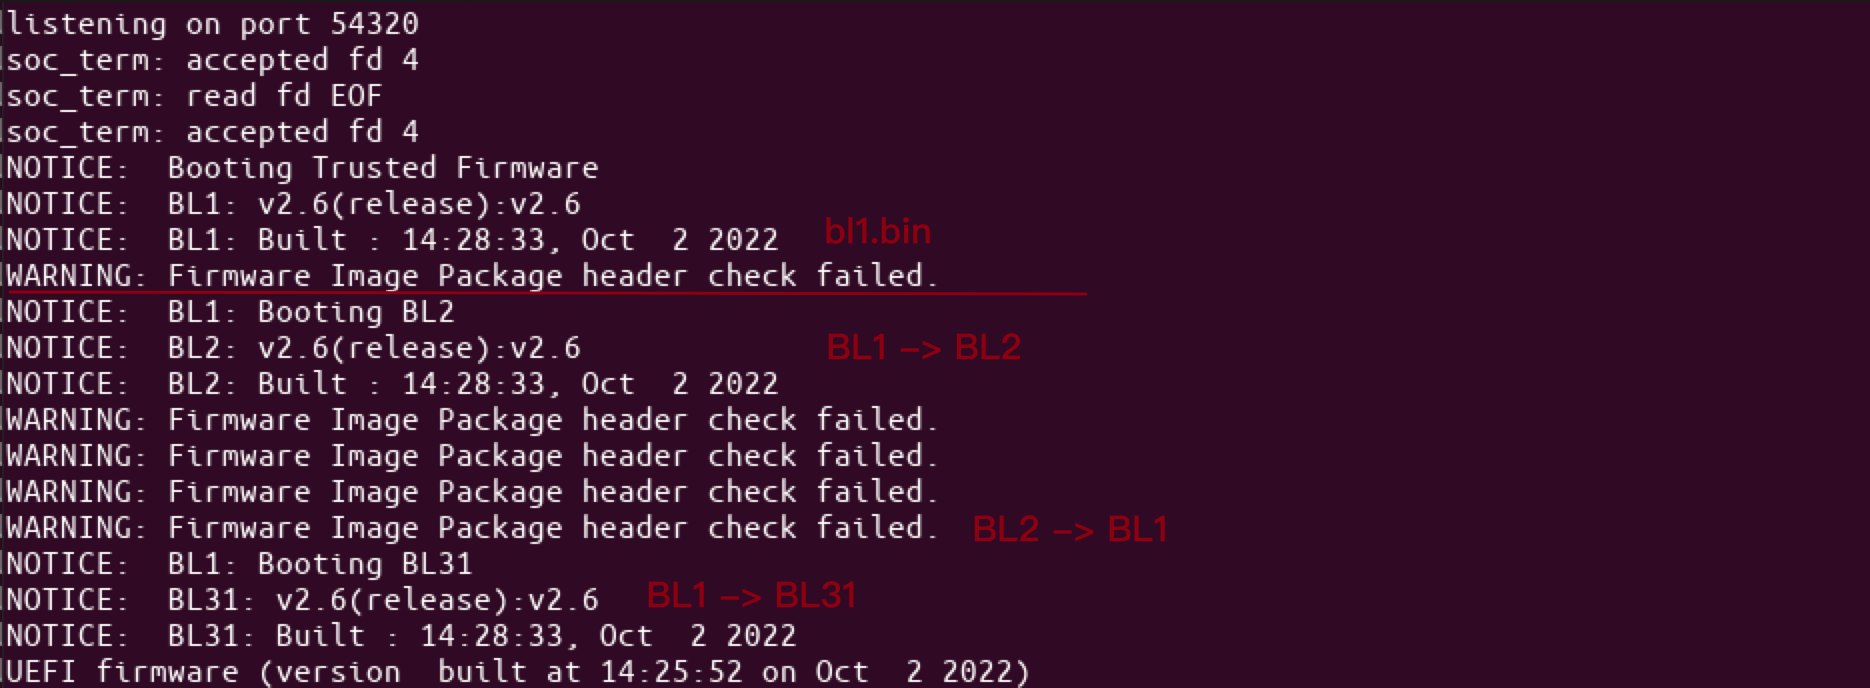 listening on port 54320
soc_term: accepted fd 4
soc_term: read fd EOF
soc_term: accepted fd 4
NOTICE:  Booting Trusted Firmware
NOTICE:  BL1: v2.6(release):v2.6
NOTICE:  BL1: Built : 14:28:33, Oct  2 2022 bl1.bin
WARNING: Firmware Image Package header check failed.
NOTICE:  BL1: Booting BL2
NOTICE:  BL2: v2.6(release):v2.6 BL1 –> BL2
NOTICE:  BL2: Built : 14:28:33, Oct  2 2022
WARNING: Firmware Image Package header check failed.
WARNING: Firmware Image Package header check failed.
WARNING: Firmware Image Package header check failed.
WARNING: Firmware Image Package header check failed. BL2 –> BL1
NOTICE:  BL1: Booting BL31
NOTICE:  BL31: v2.6(release):v2.6 BL1 –> BL31
NOTICE:  BL31: Built : 14:28:33, Oct  2 2022
UEFI firmware (version  built at 14:25:52 on Oct  2 2022)